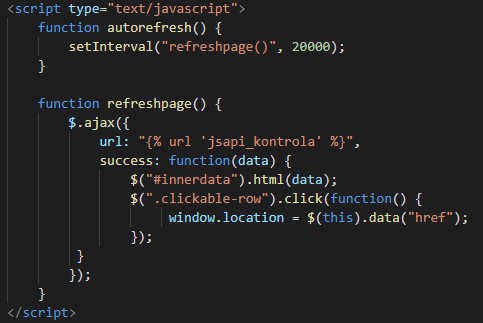 <script type="text/javascript">
    function autorefresh() {
        setInterval("refreshpage()", 20000);
    }

    function refreshpage() {
        $.ajax({
            url: "{% url 'jsapi_kontrola' %}",
            success: function(data) {
                $("#innerdata").html(data);
                $(".clickable-row").click(function() {
                    window.location = $(this).data("href");
                });
         }
        });
    }
</script>